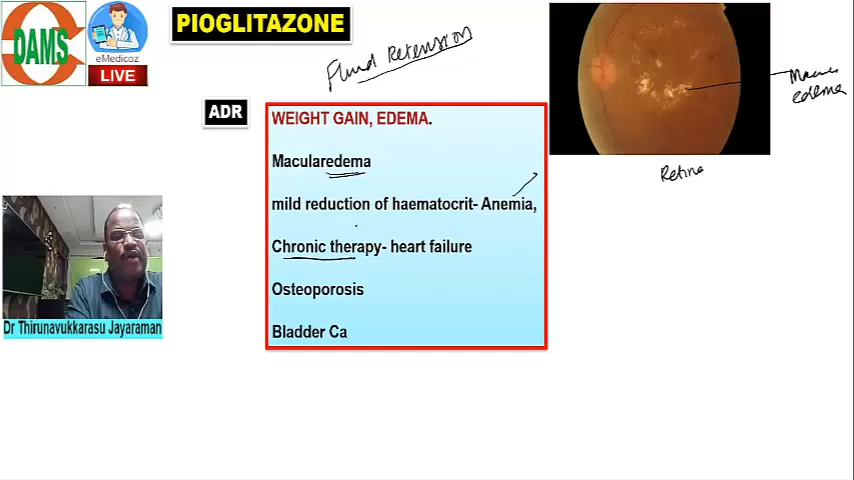 DAMS
eMedicoz
LIVE
PIOGLITAZONE
Fluid Retension
ADR
WEIGHT GAIN, EDEMA.
Macularedema
mild reduction of haematocrit- Anemia,
Chronic therapy- heart failure
Osteoporosis
Bladder Ca
edema
Retina
Dr Thirunavukkarasu Jayaraman